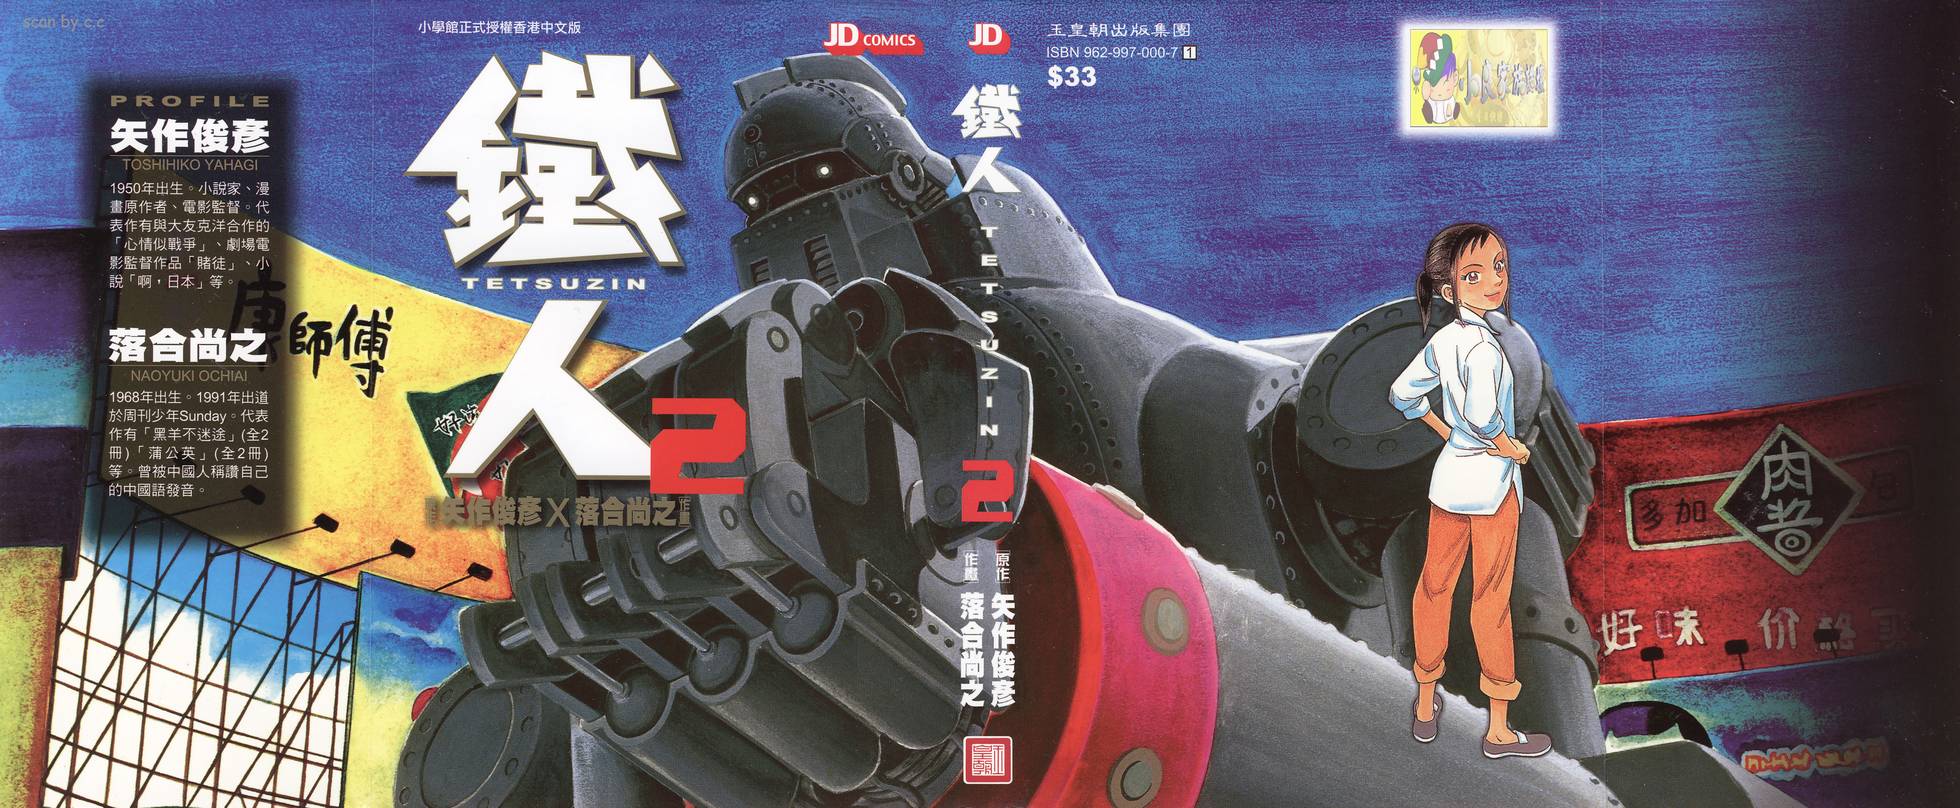 scan by c.c
PROFILE
矢作俊彥
TOSHIHIKO YAHAGI
1950年出生。小說家、漫
畫原作者、電影監督。代
表作有與大友克洋合作的
「心情似戰爭」、劇場電
影監督作品「賭徒」、小
說「啊，日本」等。
落合尚之
NAOYUKI OCHIAI
1968年出生。1991年出道
於周刊少年Sunday。代表
作有「黑羊不迷途」(全2
冊)「蒲公英」(全2冊)
等。曾被中國人稱讚自己
的中國語發音。
康師傅
小學館正式授權香港中文版
鐵人
TETSUZIN
2
矢作俊彥X落合尚之
JD COMICS
JD
鐵人
TETSUZIN
2
原作
矢作俊彥
作畫
落合尚之
玉皇朝出版集團
ISBN 962-997-000-7 1
$33
多加
肉醬
包
好味
价格